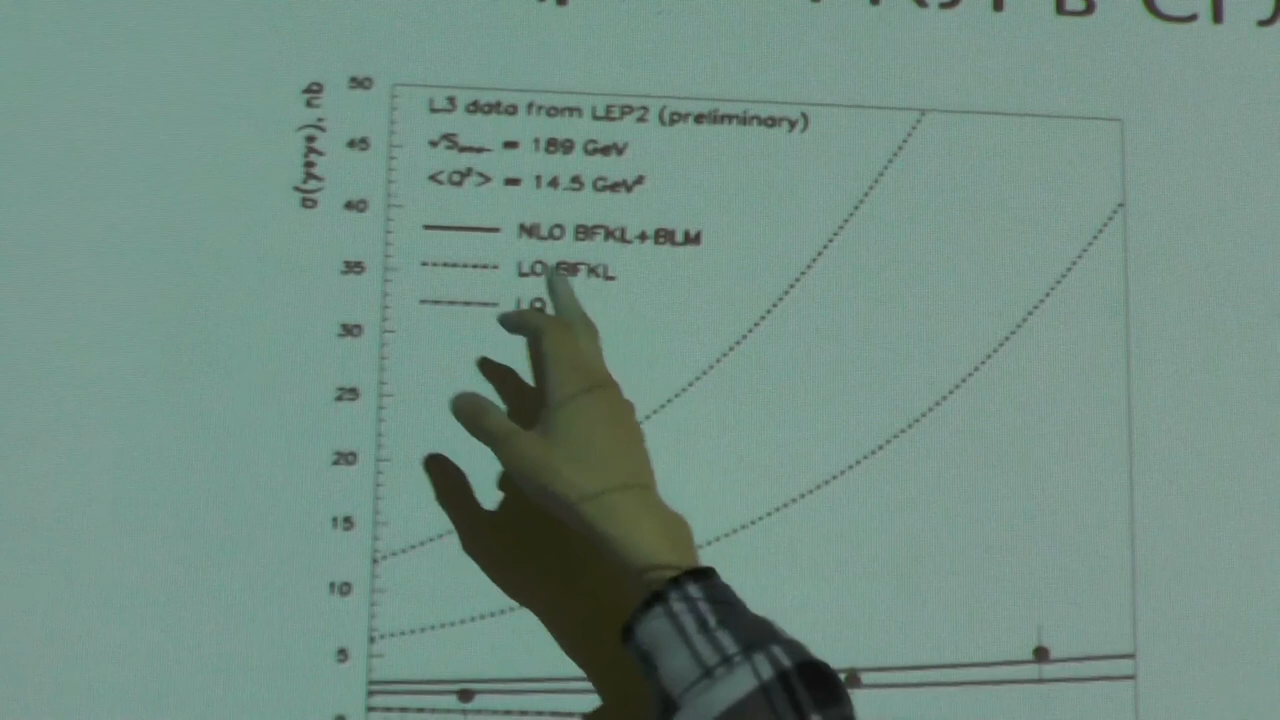 50
L3 data from LEP2 (preliminary)
σ(γ*γ*), nb
45
= 189 GeV
<Q²> = 14.5 GeV²
40
NLO BFKL+BLM
35
LO BFKL
30
LO
25
20
15
10
5